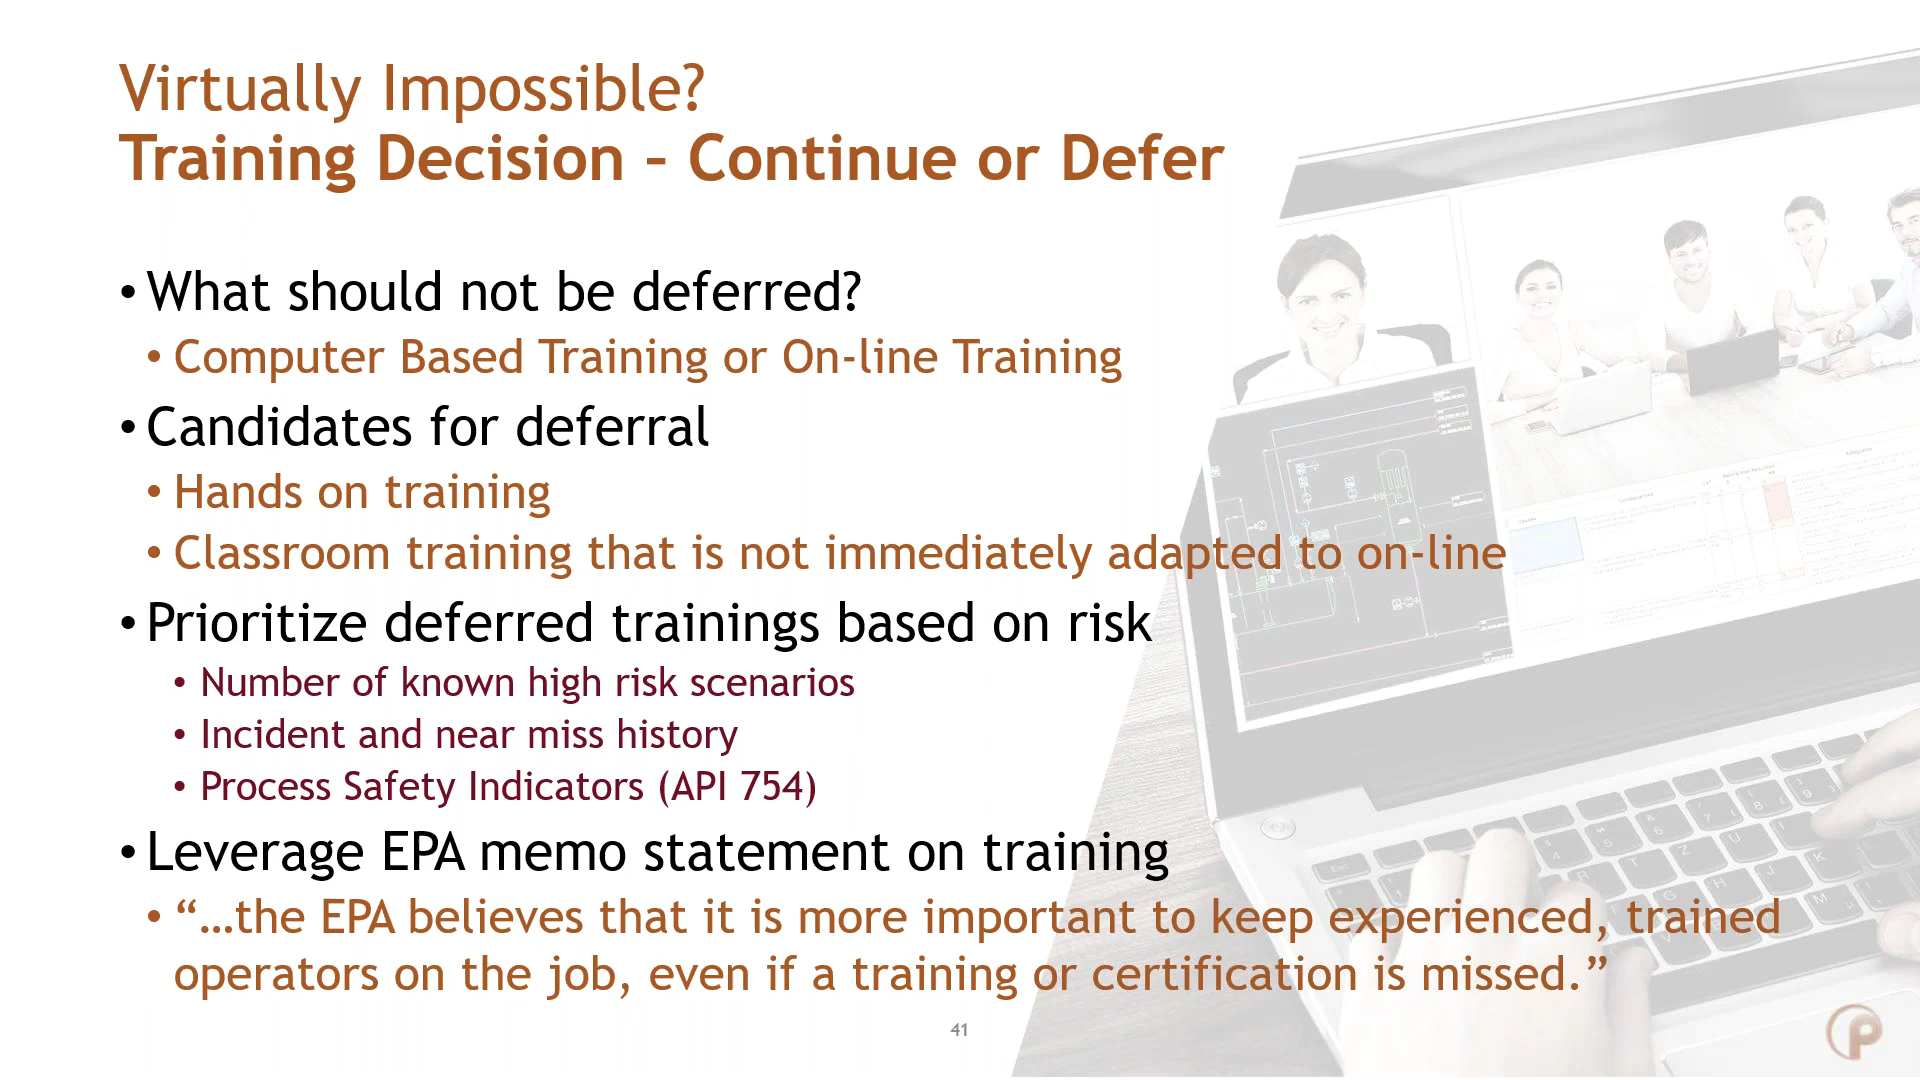 Virtually Impossible?
Training Decision – Continue or Defer
• What should not be deferred?
• Computer Based Training or On-line Training
• Candidates for deferral
• Hands on training
• Classroom training that is not immediately adapted to on-line
• Prioritize deferred trainings based on risk
• Number of known high risk scenarios
• Incident and near miss history
• Process Safety Indicators (API 754)
• Leverage EPA memo statement on training
• “…the EPA believes that it is more important to keep experienced, trained
operators on the job, even if a training or certification is missed.”
41